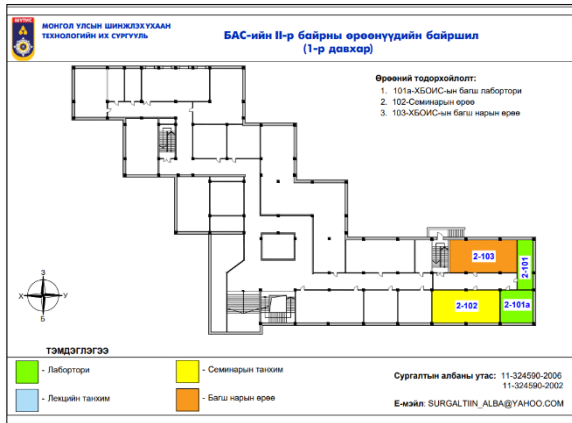 МУТИС
МОНГОЛ УЛСЫН ШИНЖЛЭХ УХААН
ТЕХНОЛОГИЙН ИХ СУРГУУЛЬ
БАС-ийн II-р байрны өрөөнүүдийн байршил
(1-р давхар)
Өрөөний тодорхойлолт:
1. 101а-ХБОИС-ын багш лабортори
2. 102-Семинарын өрөө
3. 103-ХБОИС-ын багш нарын өрөө
2-103
2-101
2-102
2-101а
З
Х У
Б
ТЭМДЭГЛЭГЭЭ
- Лабортори
- Семинарын танхим
- Лекцийн танхим
- Багш нарын өрөө
Сургалтын албаны утас: 11-324590-2006
11-324590-2002
Е-мэйл: SURGALTIIN_ALBA@YAHOO.COM